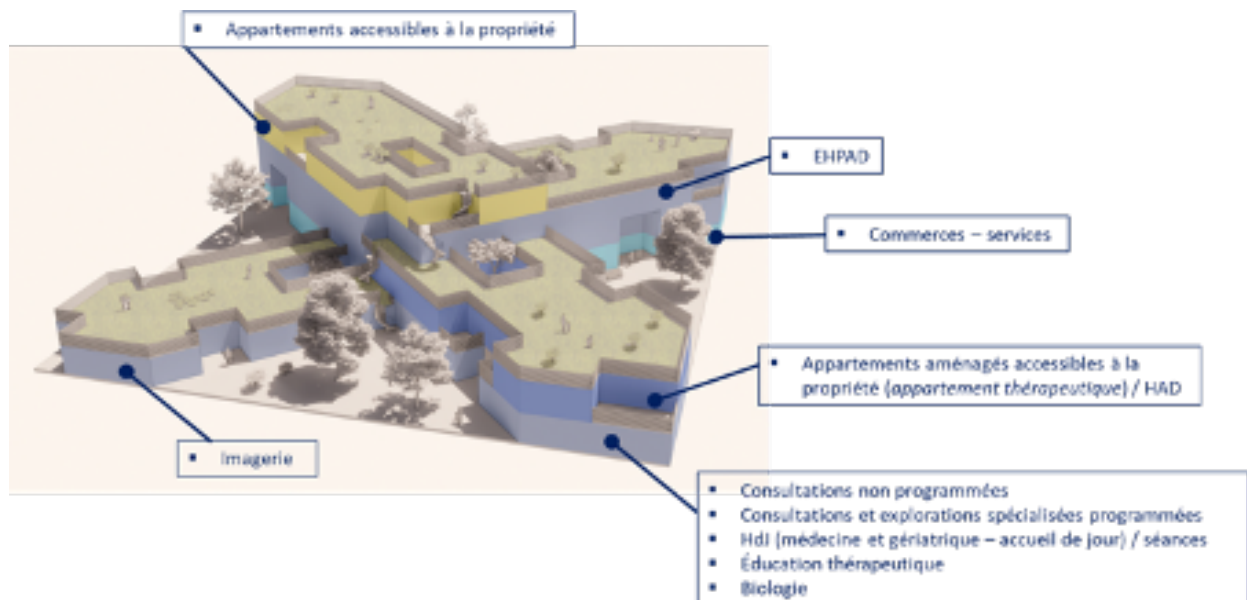 ▪ Appartements accessibles à la propriété
▪ EHPAD
▪ Commerces – services
▪ Appartements aménagés accessibles à la
propriété (appartement thérapeutique) / HAD
▪ Imagerie
▪ Consultations non programmées
▪ Consultations et explorations spécialisées programmées
▪ HdJ (médecine et gériatrique – accueil de jour) / séances
▪ Éducation thérapeutique
▪ Biologie